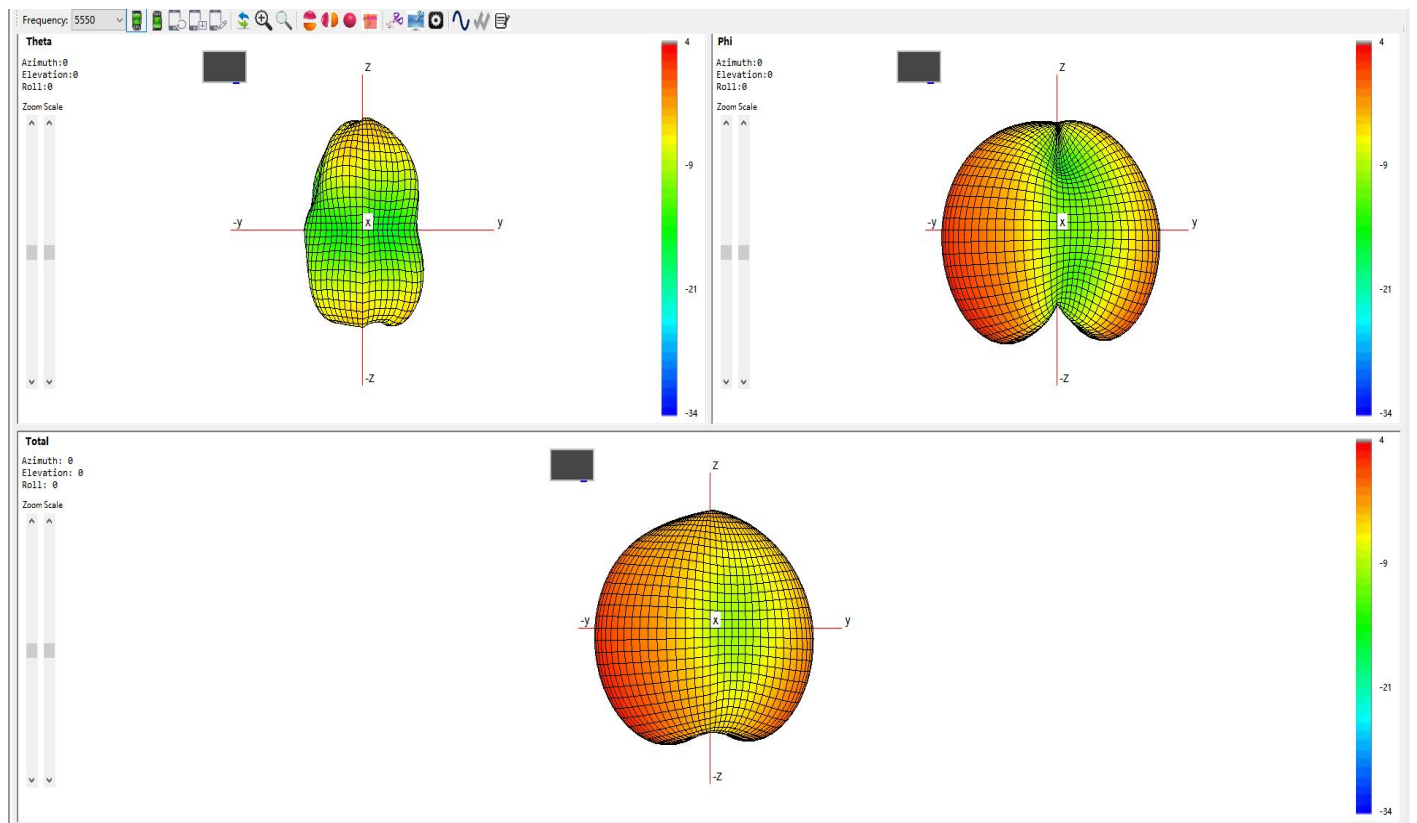 Frequency: 5550
Theta
Azimuth:0
Elevation:0
Roll:0
Zoom Scale
Z
-y
X
y
-Z
4
-9
-21
-34
Phi
Azimuth:0
Elevation:0
Roll:0
Zoom Scale
Z
-y
X
y
-Z
4
-9
-21
-34
Total
Azimuth: 0
Elevation: 0
Roll: 0
Zoom Scale
Z
-y
X
y
-Z
4
-9
-21
-34